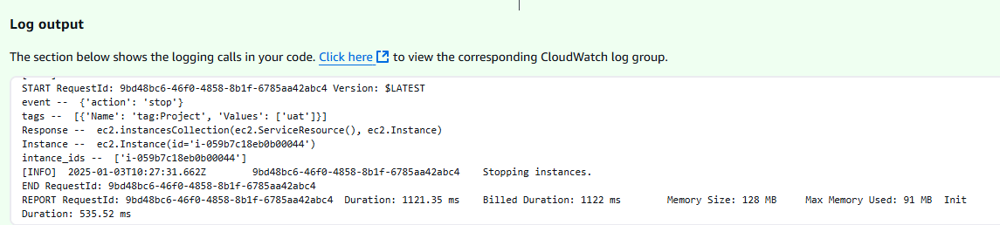 Log output
The section below shows the logging calls in your code. Click here to view the corresponding CloudWatch log group.
START RequestId: 9bd48bc6-46f0-4858-8b1f-6785aa42abc4 Version: $LATEST
event -- {'action': 'stop'}
tags -- [{'Name': 'tag:Project', 'Values': ['uat']}]
Response -- ec2.instancesCollection(ec2.ServiceResource(), ec2.Instance)
Instance -- ec2.Instance(id='i-059b7c18eb0b00044')
intance_ids -- ['i-059b7c18eb0b00044']
[INFO] 2025-01-03T10:27:31.662Z 9bd48bc6-46f0-4858-8b1f-6785aa42abc4 Stopping instances.
END RequestId: 9bd48bc6-46f0-4858-8b1f-6785aa42abc4
REPORT RequestId: 9bd48bc6-46f0-4858-8b1f-6785aa42abc4 Duration: 1121.35 ms Billed Duration: 1122 ms Memory Size: 128 MB Max Memory Used: 91 MB Init
Duration: 535.52 ms